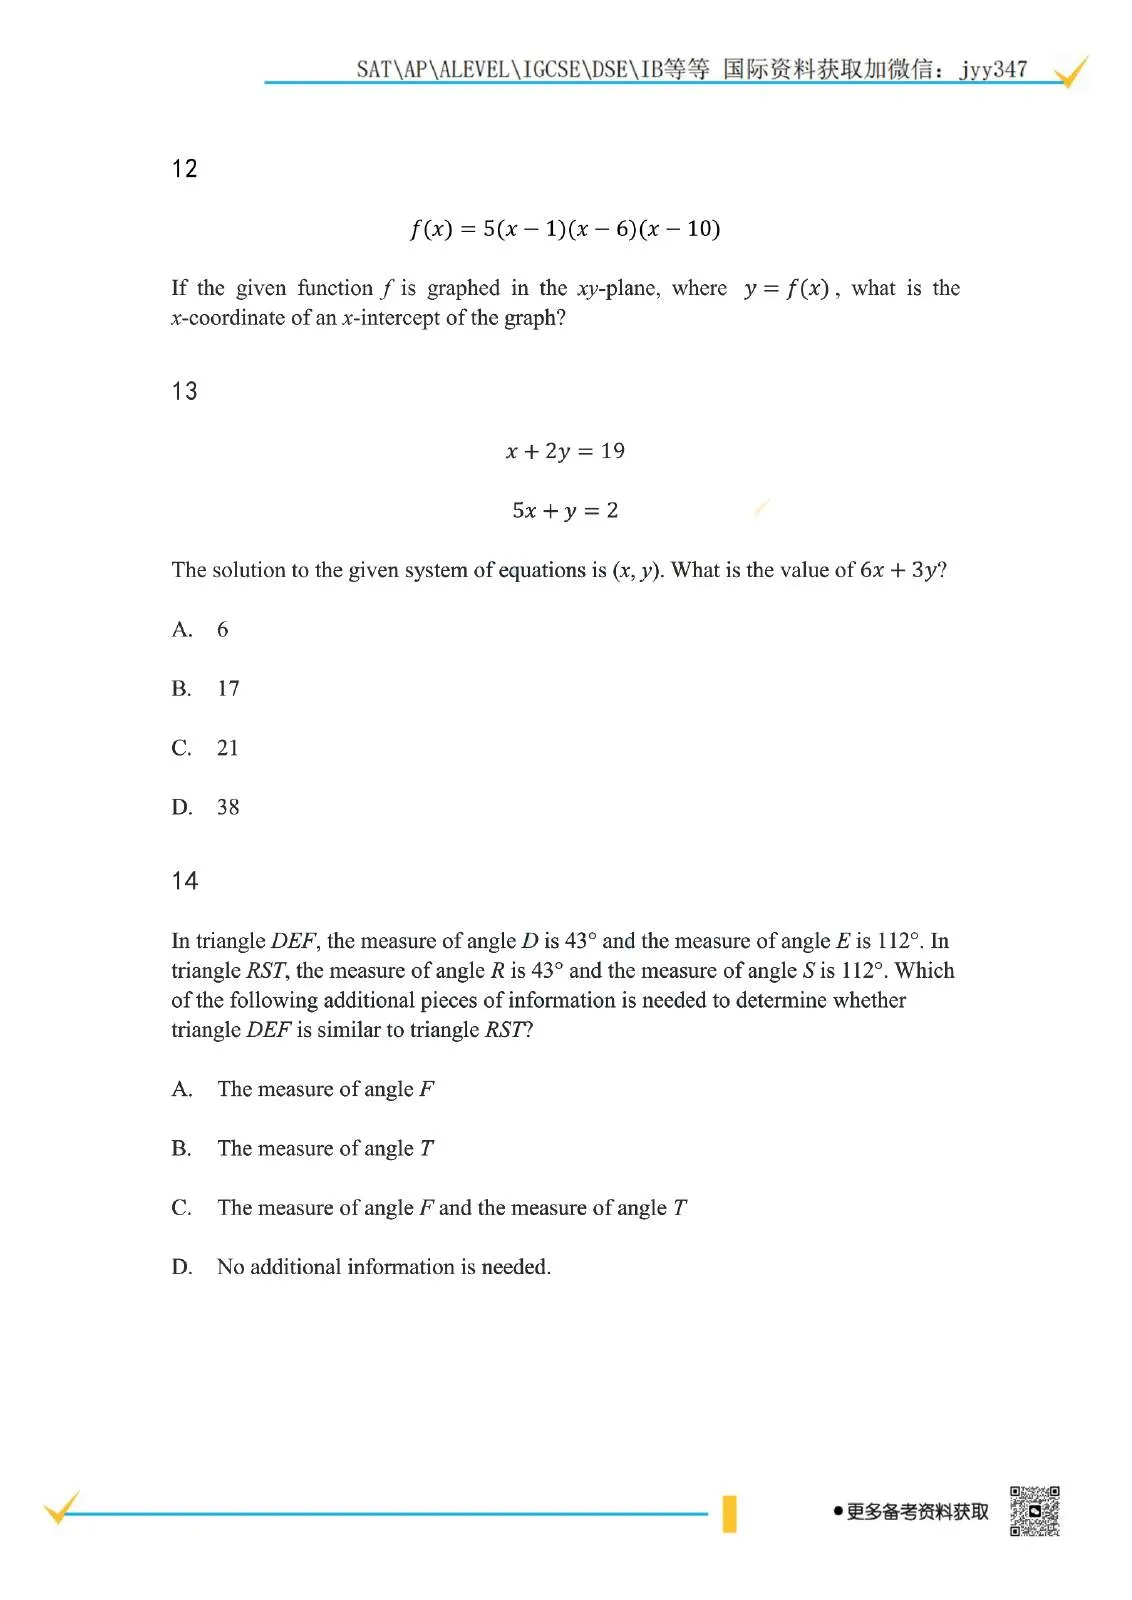 SAT\AP\ALEVEL\IGCSE\DSE\IB等等 国际资料获取加微信: jyy347
12
f(x) = 5(x − 1)(x − 6)(x − 10)
If the given function f is graphed in the xy-plane, where y = f(x), what is the
x-coordinate of an x-intercept of the graph?
13
x + 2y = 19
5x + y = 2
The solution to the given system of equations is (x, y). What is the value of 6x + 3y?
A. 6
B. 17
C. 21
D. 38
14
In triangle DEF, the measure of angle D is 43° and the measure of angle E is 112°. In
triangle RST, the measure of angle R is 43° and the measure of angle S is 112°. Which
of the following additional pieces of information is needed to determine whether
triangle DEF is similar to triangle RST?
A. The measure of angle F
B. The measure of angle T
C. The measure of angle F and the measure of angle T
D. No additional information is needed.
●更多备考资料获取